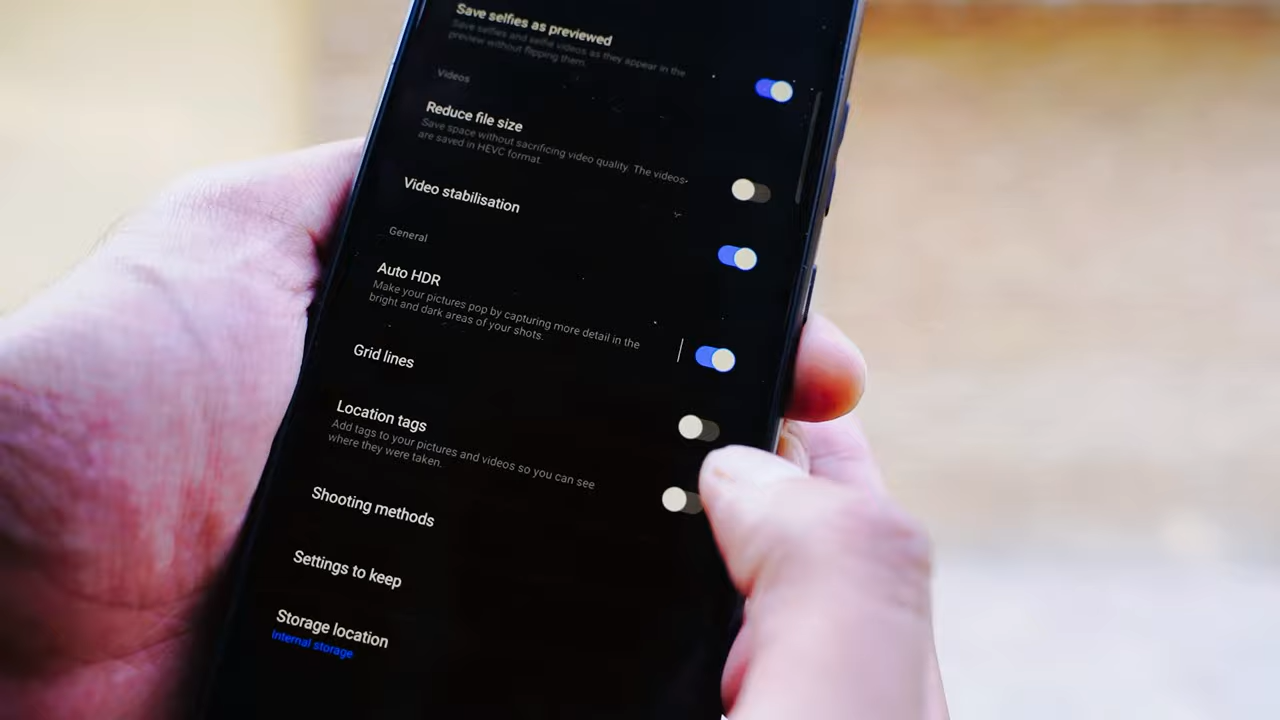 Save selfies as previewed
Save selfies and selfie videos as they appear in the
preview without flipping them.
Videos
Reduce file size
Save space without sacrificing video quality. The videos
are saved in HEVC format.
Video stabilisation
General
Auto HDR
Make your pictures pop by capturing more detail in the
bright and dark areas of your shots.
Grid lines
Location tags
Add tags to your pictures and videos so you can see
where they were taken.
Shooting methods
Settings to keep
Storage location
Internal storage